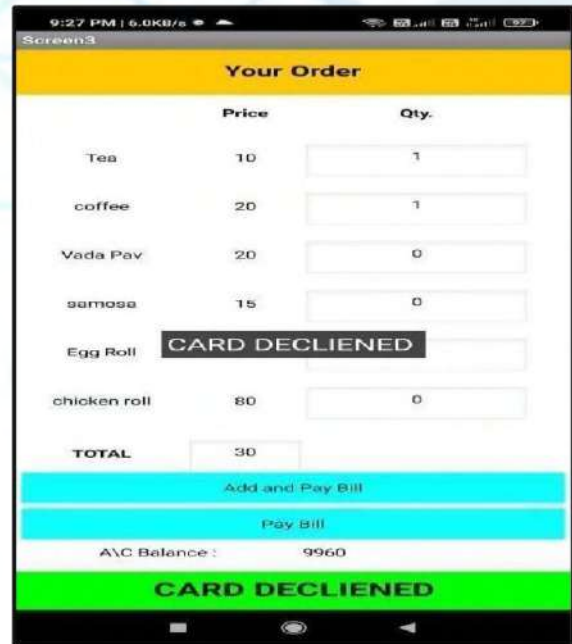 9:27 PM | 6.0KB/s
Screen3
Your Order
Price Qty.
Tea 10 1
coffee 20 1
Vada Pav 20 0
samosa 15 0
Egg Roll
CARD DECLIENED
chicken roll 80 0
TOTAL 30
Add and Pay Bill
Pay Bill
A\C Balance : 9960
CARD DECLIENED